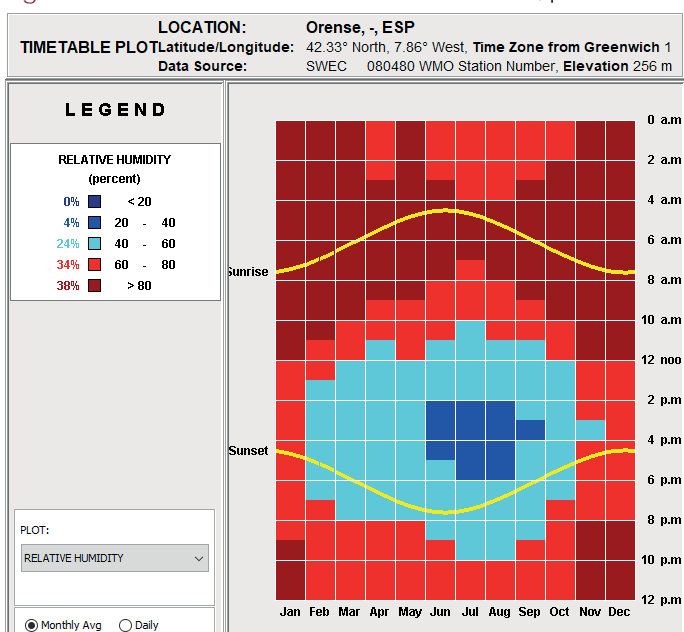 LOCATION: Orense, -, ESP
TIMETABLE PLOT Latitude/Longitude: 42.33° North, 7.86° West, Time Zone from Greenwich 1
Data Source: SWEC 080480 WMO Station Number, Elevation 256 m
LEGEND
RELATIVE HUMIDITY
(percent)
0% < 20
4% 20 - 40
24% 40 - 60
34% 60 - 80
38% > 80
PLOT:
RELATIVE HUMIDITY
Monthly Avg Daily
0 a.m
2 a.m
4 a.m
6 a.m
Sunrise
8 a.m
10 a.m
12 noo
2 p.m
4 p.m
Sunset
6 p.m
8 p.m
10 p.m
12 p.m
Jan Feb Mar Apr May Jun Jul Aug Sep Oct Nov Dec